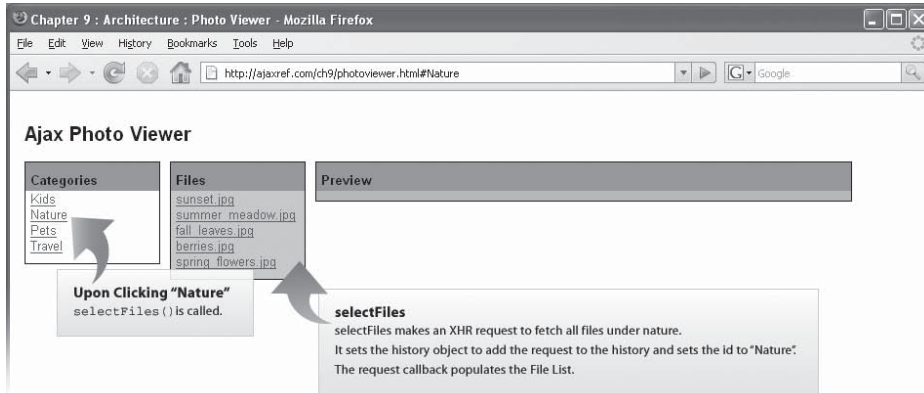 Chapter 9 : Architecture : Photo Viewer - Mozilla Firefox
File Edit View History Bookmarks Tools Help
http://ajaxref.com/ch9/photoviewer.html#Nature
G Google
Ajax Photo Viewer
Categories
Kids
Nature
Pets
Travel
Files
sunset.jpg
summer_meadow.jpg
fall_leaves.jpg
berries.jpg
spring_flowers.jpg
Preview
Upon Clicking “Nature”
selectFiles() is called.
selectFiles
selectFiles makes an XHR request to fetch all files under nature.
It sets the history object to add the request to the history and sets the id to “Nature”.
The request callback populates the File List.